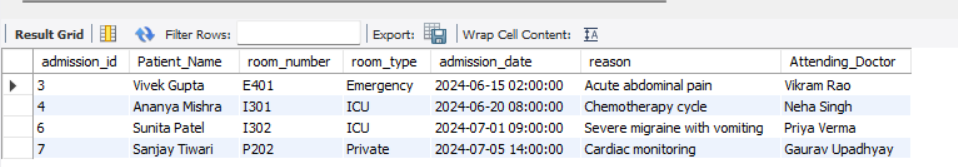 Result Grid Filter Rows: Export: Wrap Cell Content: IA
admission_id Patient_Name room_number room_type admission_date reason Attending_Doctor
3 Vivek Gupta E401 Emergency 2024-06-15 02:00:00 Acute abdominal pain Vikram Rao
4 Ananya Mishra I301 ICU 2024-06-20 08:00:00 Chemotherapy cycle Neha Singh
6 Sunita Patel I302 ICU 2024-07-01 09:00:00 Severe migraine with vomiting Priya Verma
7 Sanjay Tiwari P202 Private 2024-07-05 14:00:00 Cardiac monitoring Gaurav Upadhyay